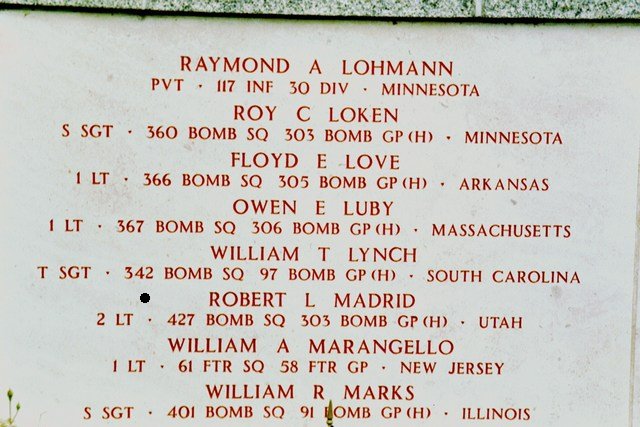 RAYMOND A LOHMANN
PVT · 117 INF 30 DIV · MINNESOTA
ROY C LOKEN
S SGT · 360 BOMB SQ 303 BOMB GP (H) · MINNESOTA
FLOYD E LOVE
1 LT · 366 BOMB SQ 305 BOMB GP (H) · ARKANSAS
OWEN E LUBY
1 LT · 367 BOMB SQ 306 BOMB GP (H) · MASSACHUSETTS
WILLIAM T LYNCH
T SGT · 342 BOMB SQ 97 BOMB GP (H) · SOUTH CAROLINA
ROBERT L MADRID
2 LT · 427 BOMB SQ 303 BOMB GP (H) · UTAH
WILLIAM A MARANGELLO
1 LT · 61 FTR SQ 58 FTR GP · NEW JERSEY
WILLIAM R MARKS
S SGT · 401 BOMB SQ 91 BOMB GP (H) · ILLINOIS